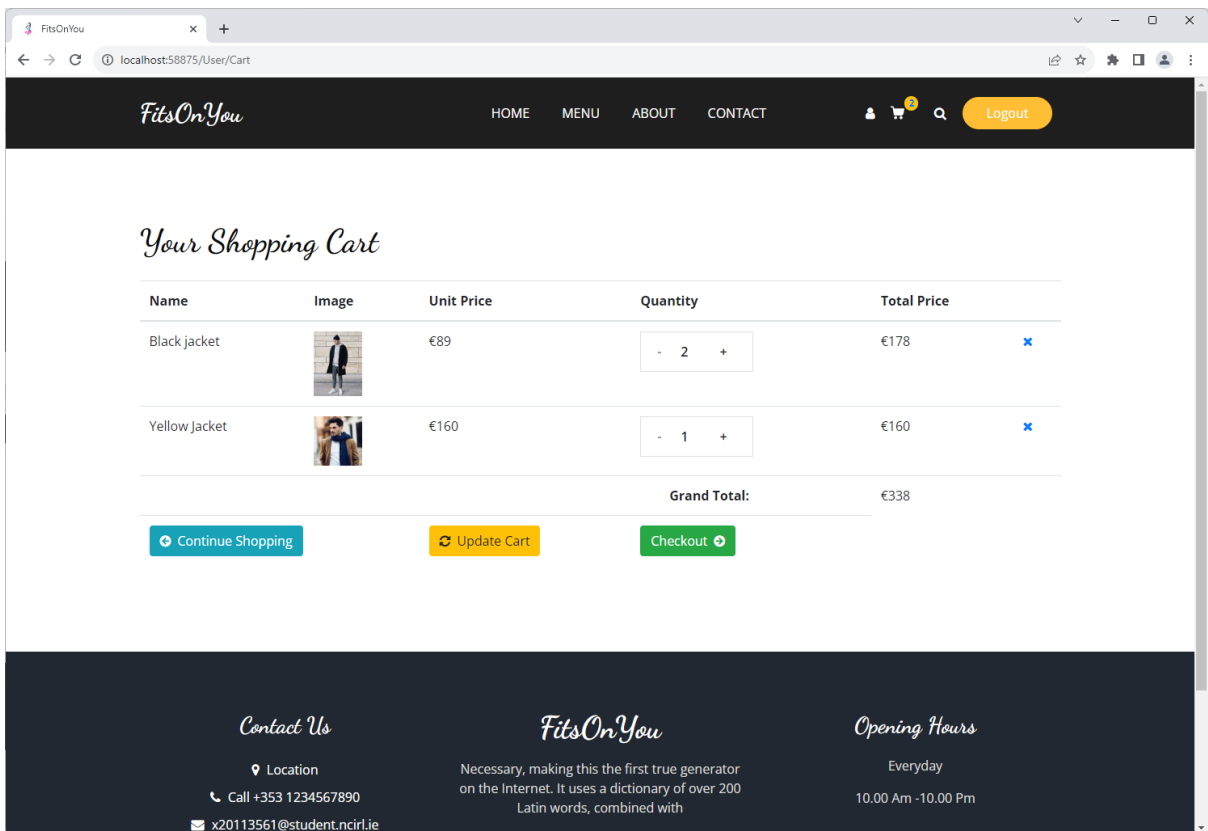 FitsOnYou
localhost:58875/User/Cart
FitsOnYou HOME MENU ABOUT CONTACT 2 Logout
Your Shopping Cart
Name Image Unit Price Quantity Total Price
Black jacket €89 - 2 + €178
Yellow Jacket €160 - 1 + €160
Grand Total: €338
Continue Shopping Update Cart Checkout
Contact Us
Location
Call +353 1234567890
x20113561@student.ncirl.ie
FitsOnYou
Necessary, making this the first true generator
on the Internet. It uses a dictionary of over 200
Latin words, combined with
Opening Hours
Everyday
10.00 Am -10.00 Pm